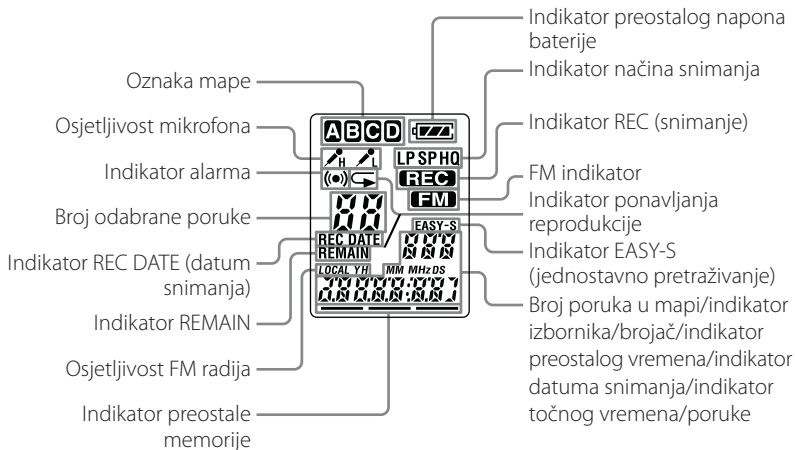 Oznaka mape
Osjetljivost mikrofona
Indikator alarma
Broj odabrane poruke
Indikator REC DATE (datum
snimanja)
Indikator REMAIN
Osjetljivost FM radija
Indikator preostale
memorije
ABCD
H L
LP SP HQ
REC
FM
EASY-S
REC DATE
REMAIN
LOCAL Y H MM MHz DS
Indikator preostalog napona
baterije
Indikator načina snimanja
Indikator REC (snimanje)
FM indikator
Indikator ponavljanja
reprodukcije
Indikator EASY-S
(jednostavno pretraživanje)
Broj poruka u mapi/indikator
izbornika/brojač/indikator
preostalog vremena/indikator
datuma snimanja/indikator
točnog vremena/poruke